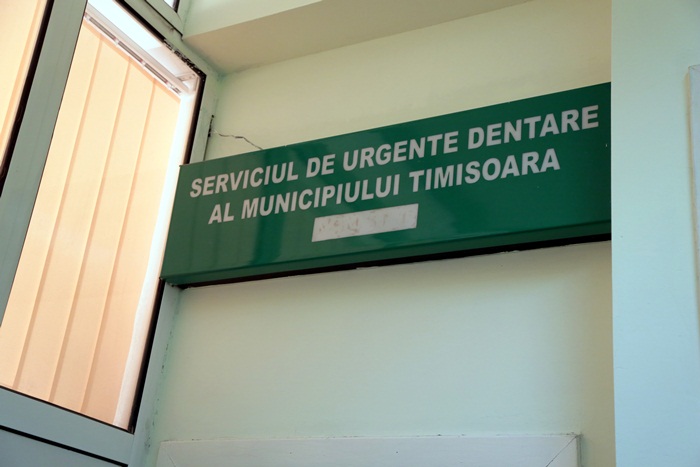 SERVICIUL DE URGENTE DENTARE
AL MUNICIPIULUI TIMISOARA